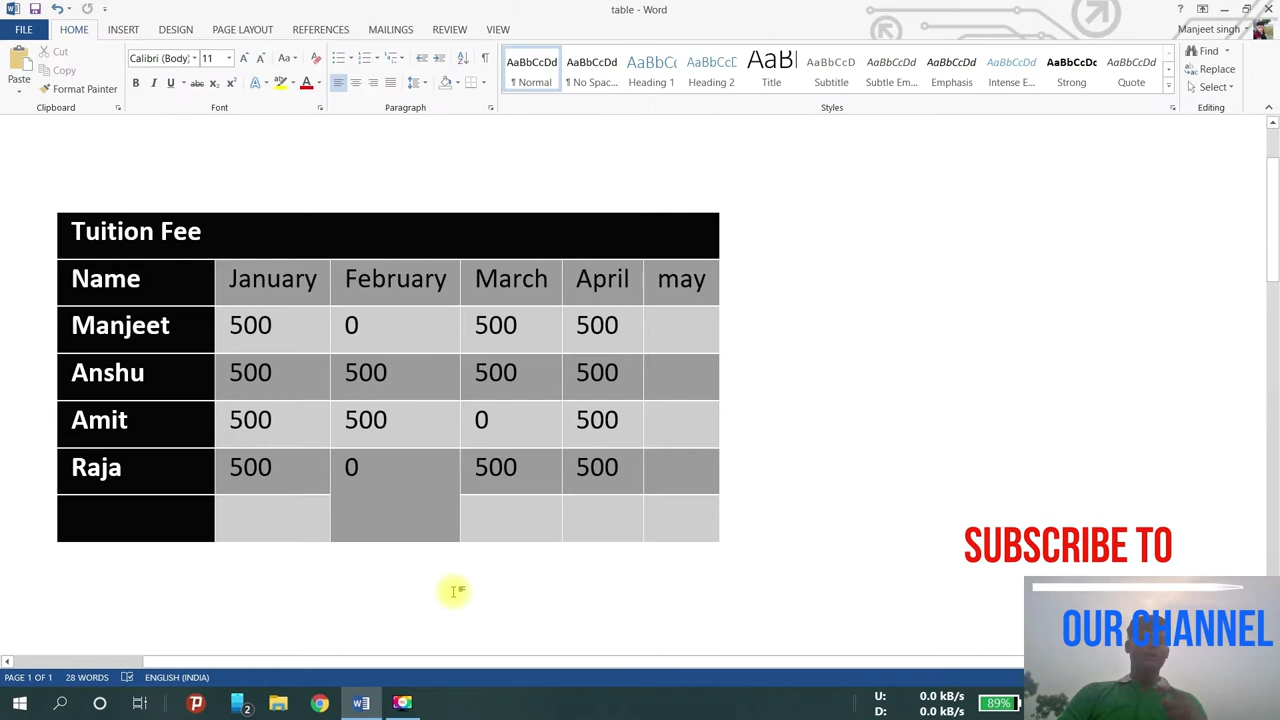 table - Word
FILE HOME INSERT DESIGN PAGE LAYOUT REFERENCES MAILINGS REVIEW VIEW Manjeet singh
Paste
Cut
Copy
Format Painter
Clipboard
Calibri (Body) 11
Font
Paragraph
AaBbCcDd AaBbCcDd AaBbCc AaBbCcD AaBb AaBbCcDd AaBbCcDd AaBbCcDd AaBbCcDd AaBbCcDc AaBbCcDd
¶ Normal ¶ No Spac... Heading 1 Heading 2 Title Subtitle Subtle Em... Emphasis Intense E... Strong Quote
Styles
Find
Replace
Select
Editing
Tuition Fee
Name January February March April may
Manjeet 500 0 500 500
Anshu 500 500 500 500
Amit 500 500 0 500
Raja 500 0 500 500
SUBSCRIBE TO
OUR CHANNEL
PAGE 1 OF 1 28 WORDS ENGLISH (INDIA)
2
U: 0.0 kB/s
D: 0.0 kB/s
89%